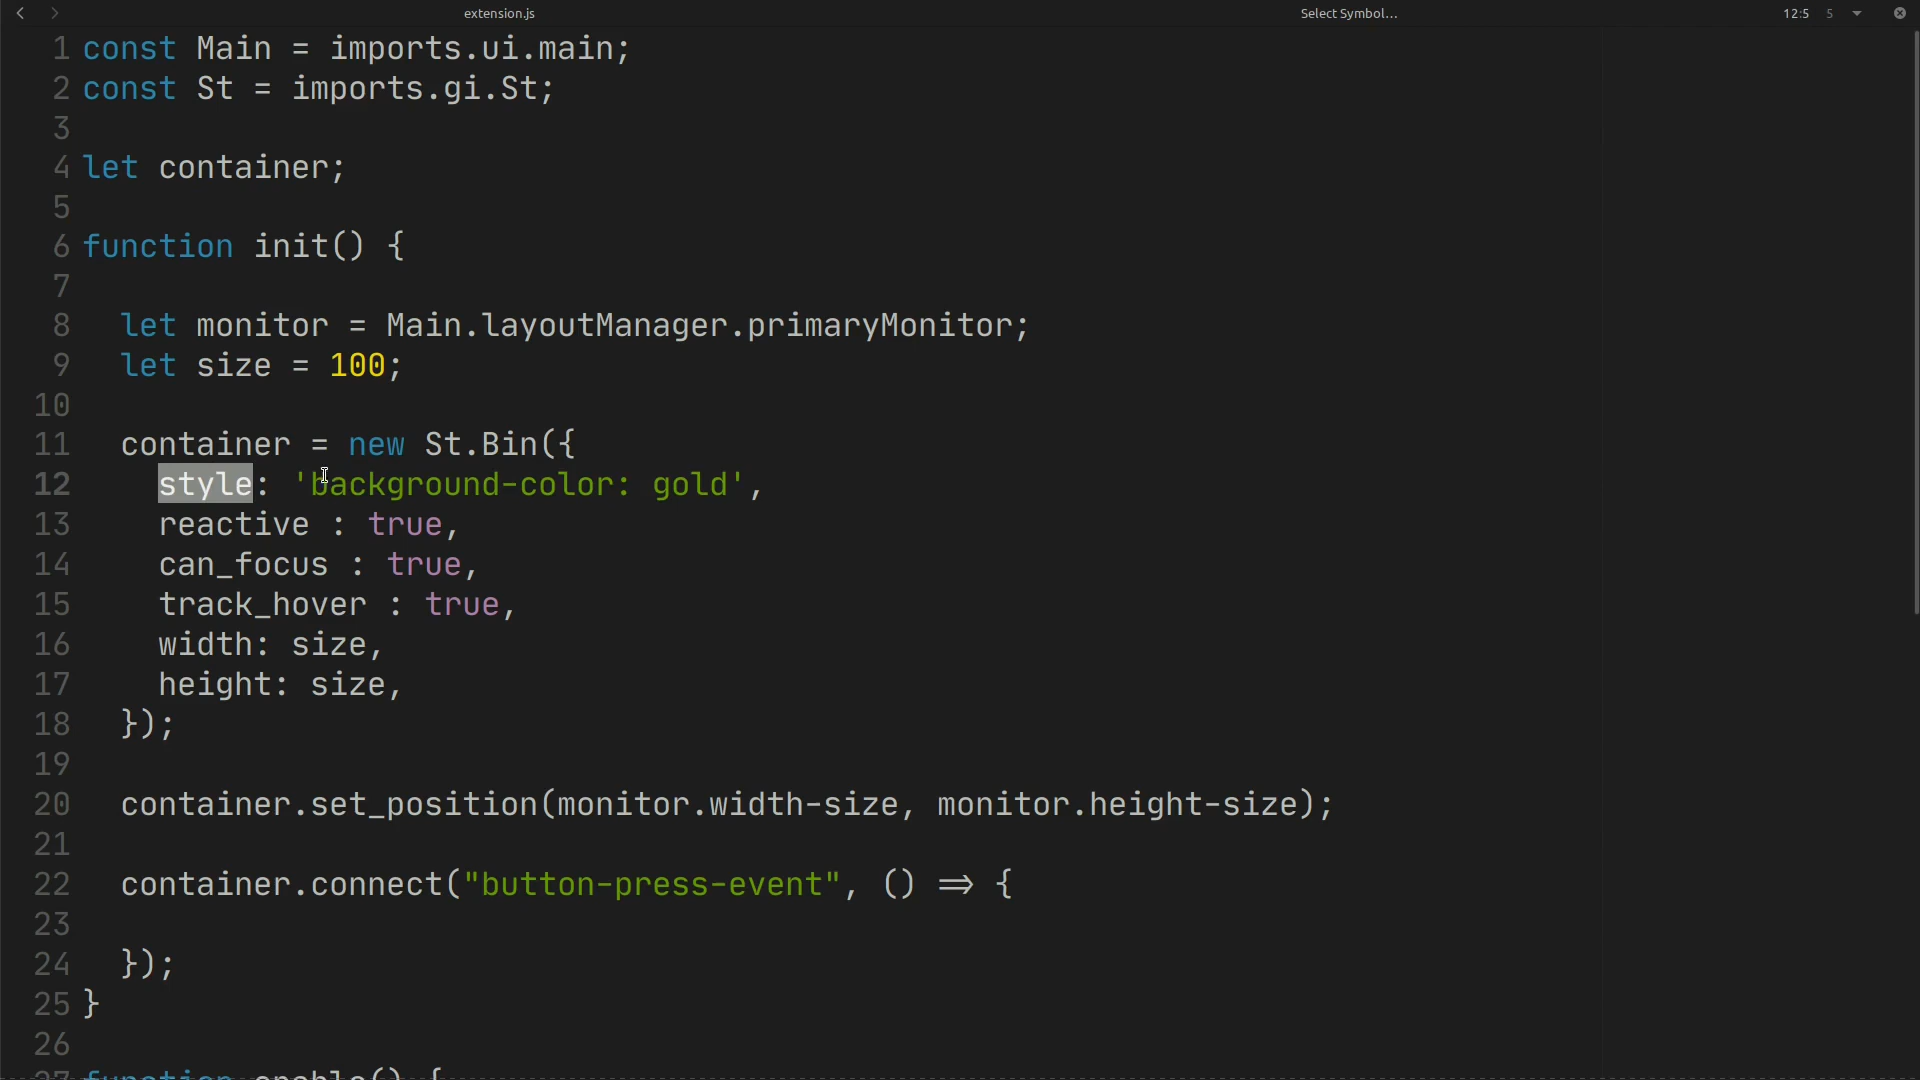 extension.js Select Symbol... 12:5 5
1 const Main = imports.ui.main;
2 const St = imports.gi.St;
3
4 let container;
5
6 function init() {
7
8 let monitor = Main.layoutManager.primaryMonitor;
9 let size = 100;
10
11 container = new St.Bin({
12 style: 'background-color: gold',
13 reactive : true,
14 can_focus : true,
15 track_hover : true,
16 width: size,
17 height: size,
18 });
19
20 container.set_position(monitor.width-size, monitor.height-size);
21
22 container.connect("button-press-event", () => {
23
24 });
25 }
26
27 function enable() {